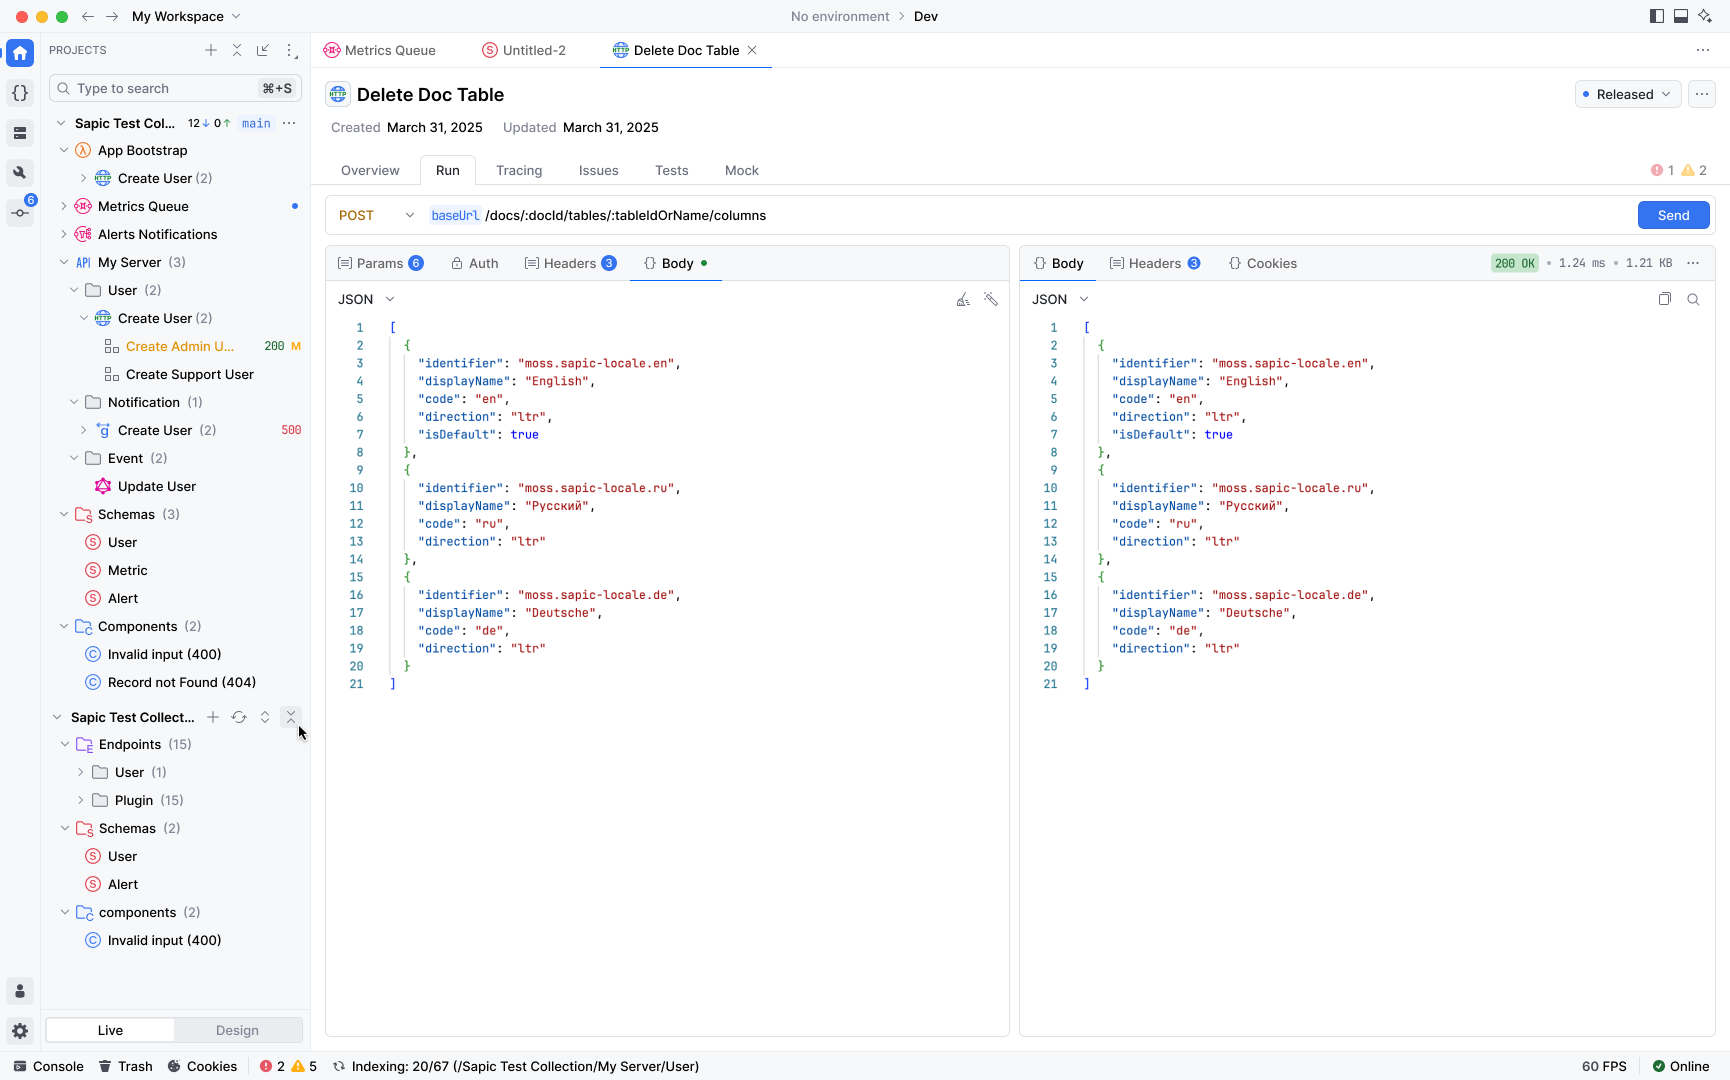 My Workspace
No environment
Dev
PROJECTS
Metrics Queue
Untitled-2
Delete Doc Table
Type to search
⌘+S
Sapic Test Col...
12↓ 0↑
main
App Bootstrap
Create User (2)
Metrics Queue
Alerts Notifications
API My Server (3)
User (2)
HTTP Create User (2)
Create Admin U...
200 M
Create Support User
Notification (1)
Create User (2)
500
Event (2)
Update User
Schemas (3)
User
Metric
Alert
Components (2)
Invalid input (400)
Record not Found (404)
Sapic Test Collect...
Endpoints (15)
User (1)
Plugin (15)
Schemas (2)
User
Alert
components (2)
Invalid input (400)
Live
Design
6
Delete Doc Table
Released
Created March 31, 2025 Updated March 31, 2025
Overview
Run
Tracing
Issues
Tests
Mock
1
2
POST
baseUrl /docs/:docId/tables/:tableIdOrName/columns
Send
Params 6
Auth
Headers 3
{} Body
JSON
1 [
2 {
3 "identifier": "moss.sapic-locale.en",
4 "displayName": "English",
5 "code": "en",
6 "direction": "ltr",
7 "isDefault": true
8 },
9 {
10 "identifier": "moss.sapic-locale.ru",
11 "displayName": "Русский",
12 "code": "ru",
13 "direction": "ltr"
14 },
15 {
16 "identifier": "moss.sapic-locale.de",
17 "displayName": "Deutsche",
18 "code": "de",
19 "direction": "ltr"
20 }
21 ]
{} Body
Headers 3
{} Cookies
200 OK • 1.24 ms • 1.21 KB
JSON
1 [
2 {
3 "identifier": "moss.sapic-locale.en",
4 "displayName": "English",
5 "code": "en",
6 "direction": "ltr",
7 "isDefault": true
8 },
9 {
10 "identifier": "moss.sapic-locale.ru",
11 "displayName": "Русский",
12 "code": "ru",
13 "direction": "ltr"
14 },
15 {
16 "identifier": "moss.sapic-locale.de",
17 "displayName": "Deutsche",
18 "code": "de",
19 "direction": "ltr"
20 }
21 ]
Console
Trash
Cookies
2
5
Indexing: 20/67 (/Sapic Test Collection/My Server/User)
60 FPS
Online